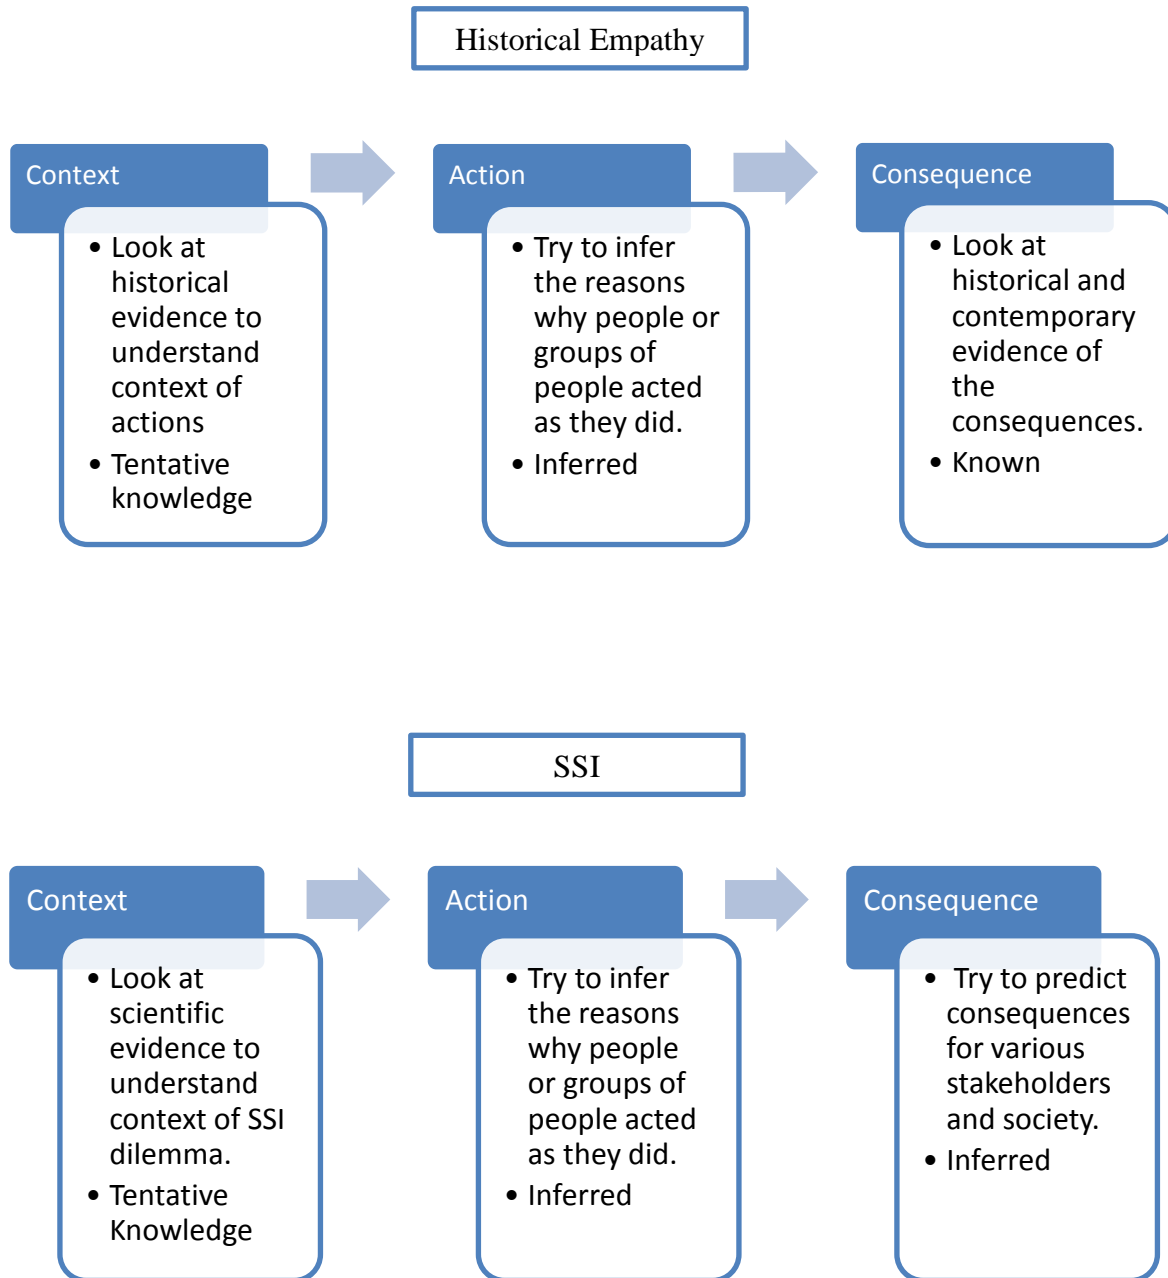 Historical Empathy
Context
• Look at
historical
evidence to
understand
context of
actions
• Tentative
knowledge
Action
• Try to infer
the reasons
why people or
groups of
people acted
as they did.
• Inferred
Consequence
• Look at
historical and
contemporary
evidence of
the
consequences.
• Known
SSI
Context
• Look at
scientific
evidence to
understand
context of SSI
dilemma.
• Tentative
Knowledge
Action
• Try to infer
the reasons
why people
or groups of
people acted
as they did.
• Inferred
Consequence
• Try to predict
consequences
for various
stakeholders
and society.
• Inferred